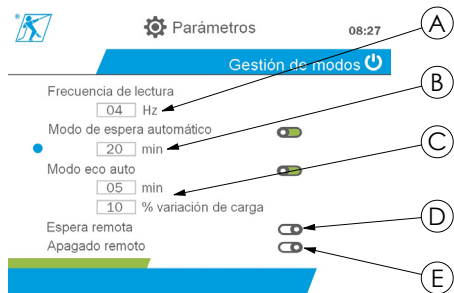 Parámetros
08:27
Gestión de modos
Frecuencia de lectura
04 Hz
Modo de espera automático
20 min
Modo eco auto
05 min
10 % variación de carga
Espera remota
Apagado remoto
A
B
C
D
E